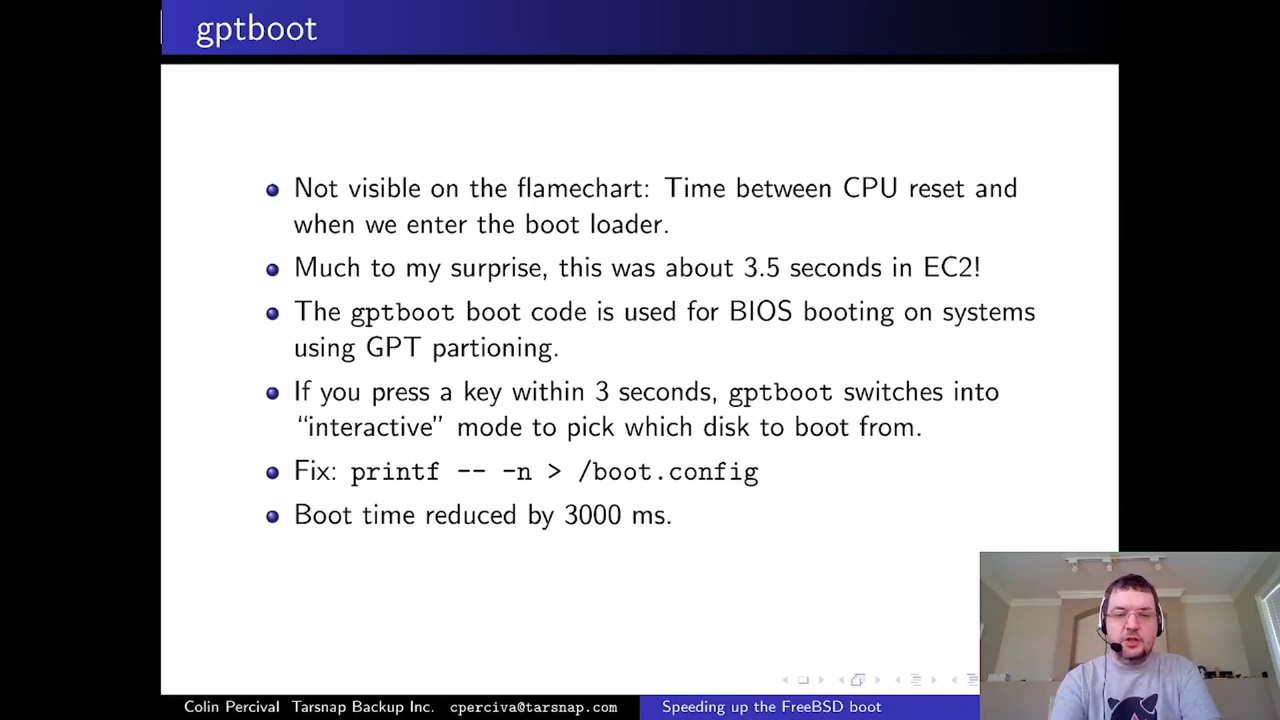 gptboot
Not visible on the flamechart: Time between CPU reset and
when we enter the boot loader.
Much to my surprise, this was about 3.5 seconds in EC2!
The gptboot boot code is used for BIOS booting on systems
using GPT partioning.
If you press a key within 3 seconds, gptboot switches into
“interactive” mode to pick which disk to boot from.
Fix: printf -- -n > /boot.config
Boot time reduced by 3000 ms.
Colin Percival Tarsnap Backup Inc. cperciva@tarsnap.com
Speeding up the FreeBSD boot